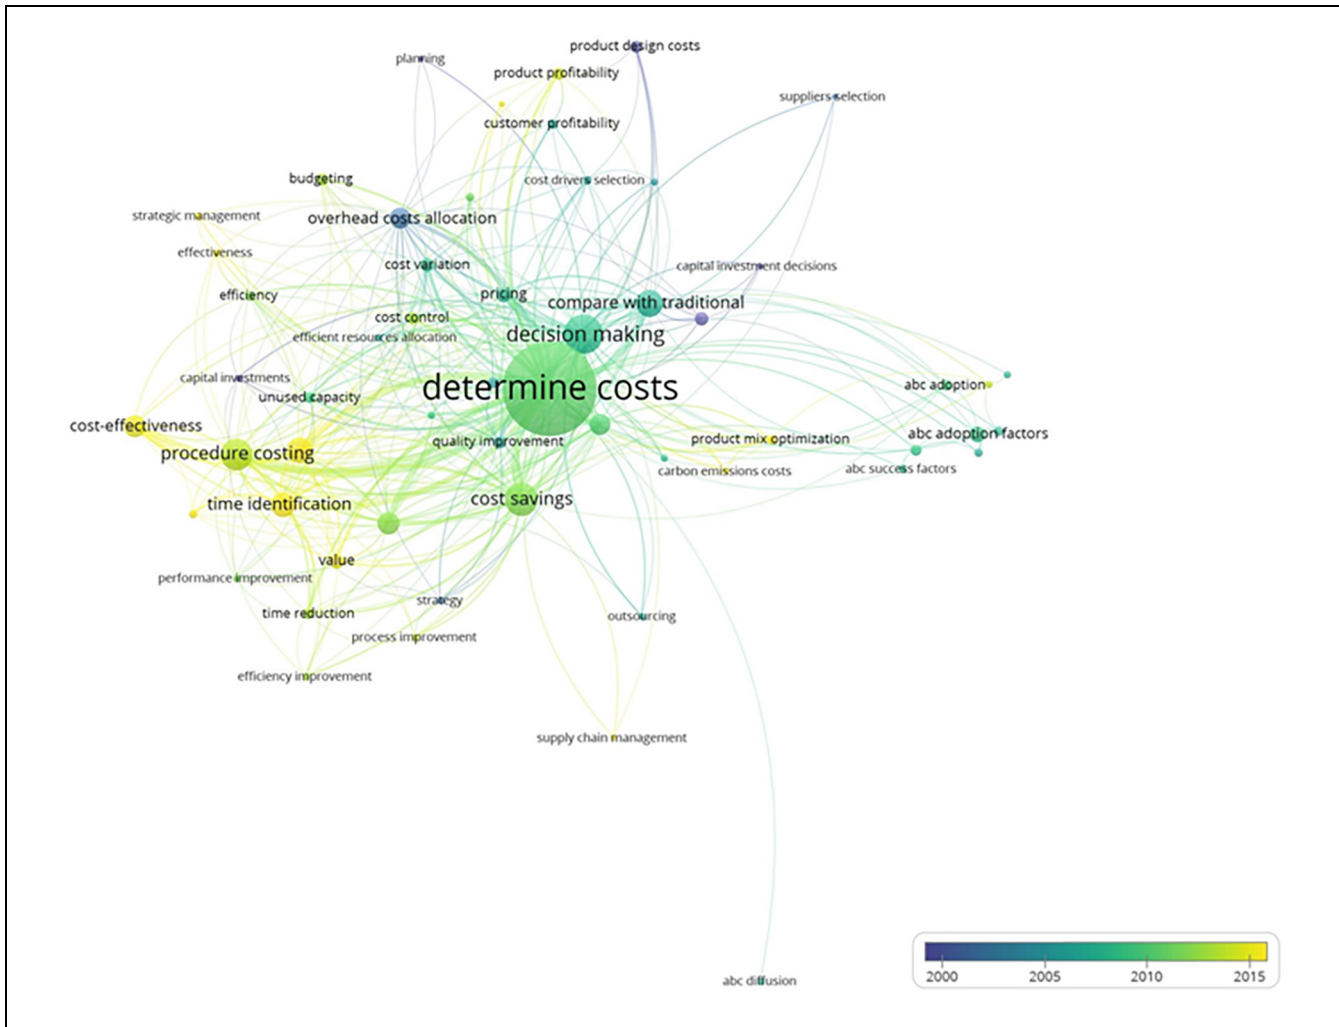 product design costs
planning
product profitability
suppliers selection
customer profitability
budgeting
cost drivers selection
strategic management
overhead costs allocation
effectiveness
cost variation
capital investment decisions
efficiency
pricing
compare with traditional
cost control
decision making
efficient resources allocation
capital investments
determine costs
abc adoption
unused capacity
cost-effectiveness
abc adoption factors
quality improvement
product mix optimization
procedure costing
carbon emissions costs
abc success factors
time identification
cost savings
value
performance improvement
strategy
time reduction
outsourcing
process improvement
efficiency improvement
supply chain management
abc diffusion
2000 2005 2010 2015